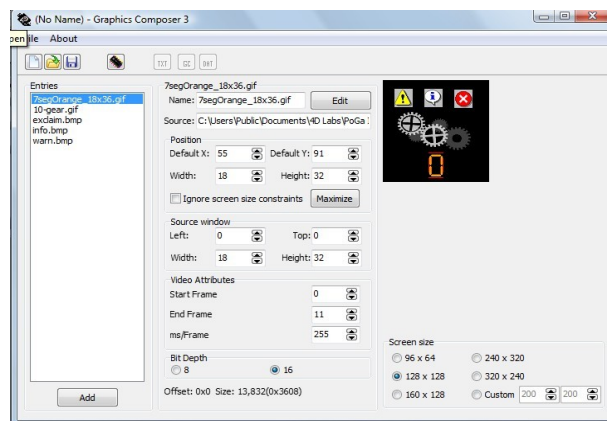 (No Name) - Graphics Composer 3
pen ile About
TXT GC DAT
Entries
7segOrange_18x36.gif
10-gear.gif
exclaim.bmp
info.bmp
warn.bmp
Add
7segOrange_18x36.gif
Name: 7segOrange_18x36.gif Edit
Source: C:\Users\Public\Documents\4D Labs\PoGa
Position
Default X: 55 Default Y: 91
Width: 18 Height: 32
Ignore screen size constraints Maximize
Source window
Left: 0 Top: 0
Width: 18 Height: 32
Video Attributes
Start Frame 0
End Frame 11
ms/Frame 255
Bit Depth
8 16
Offset: 0x0 Size: 13,832(0x3608)
0
Screen size
96 x 64 240 x 320
128 x 128 320 x 240
160 x 128 Custom 200 200